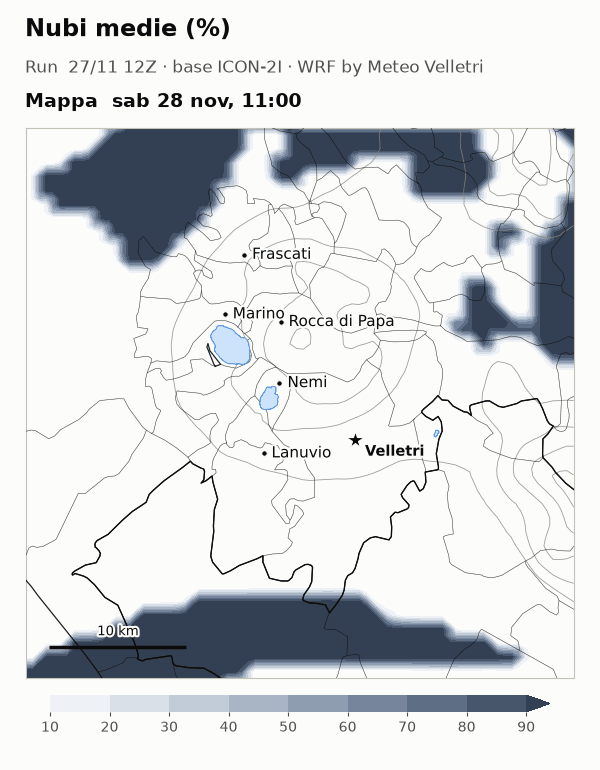 Nubi medie (%)
Run 27/11 12Z · base ICON-2I · WRF by Meteo Velletri
Mappa sab 28 nov, 11:00
Frascati
Marino
Rocca di Papa
Nemi
Velletri
Lanuvio
10 km
10 20 30 40 50 60 70 80 90